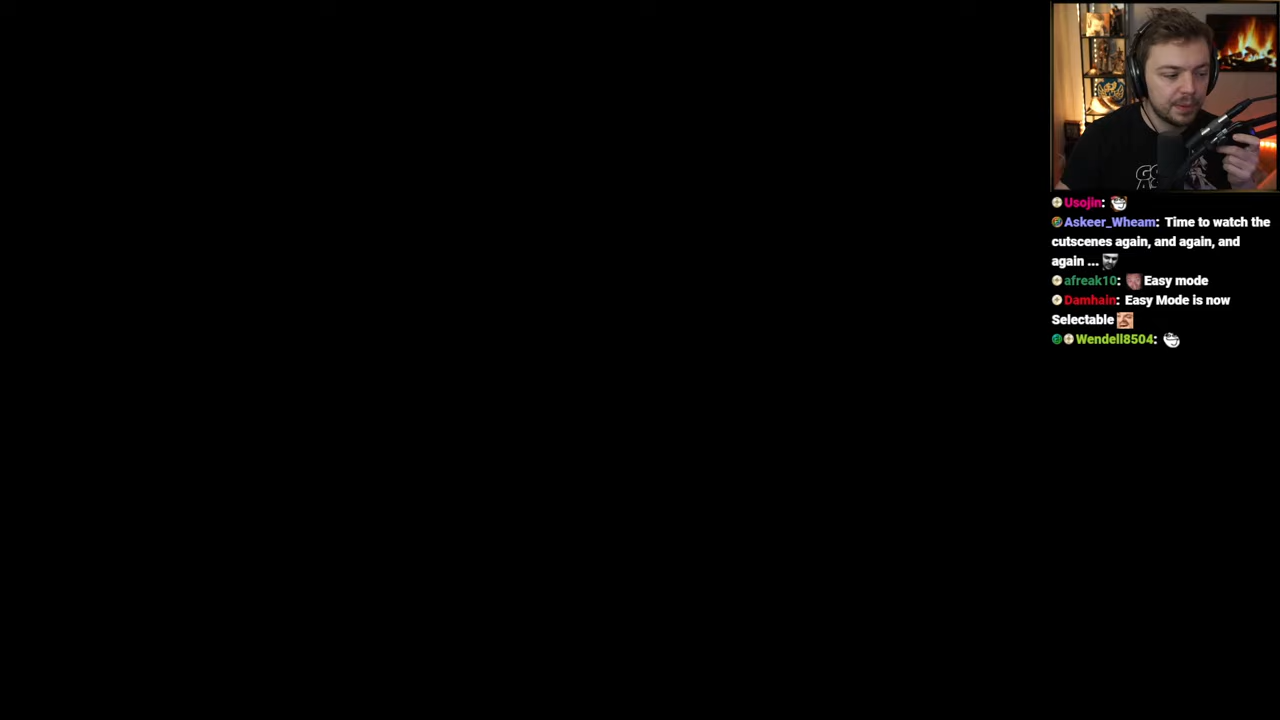 Usojin:
Askeer_Wheam: Time to watch the
cutscenes again, and again, and
again ...
afreak10: Easy mode
Damhain: Easy Mode is now
Selectable
Wendell8504: